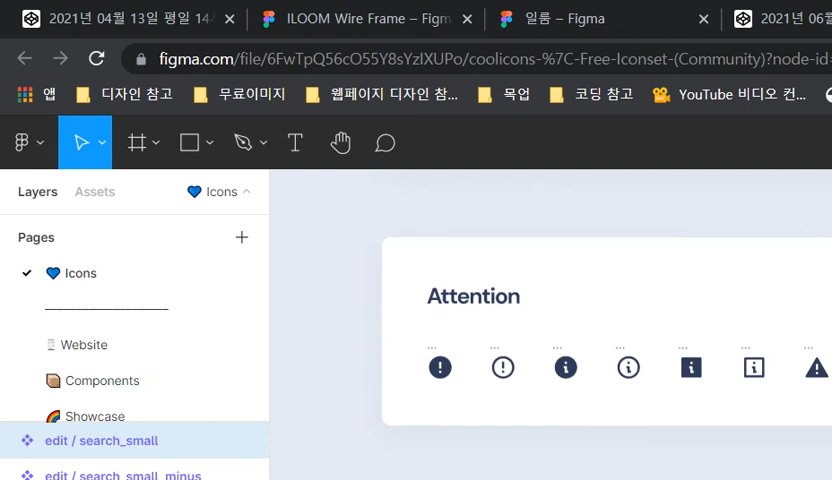 2021년 04월 13일 평일 14
ILOOM Wire Frame – Figm
일룸 – Figma
2021년 06월
figma.com/file/6FwTpQ56cO55Y8sYzIXUPo/coolicons-%7C-Free-Iconset-(Community)?node-id=
앱
디자인 참고
무료이미지
웹페이지 디자인 참...
목업
코딩 참고
YouTube 비디오 컨...
Layers
Assets
Icons
Pages
Icons
Website
Components
Showcase
edit / search_small
edit / search_small_minus
Attention